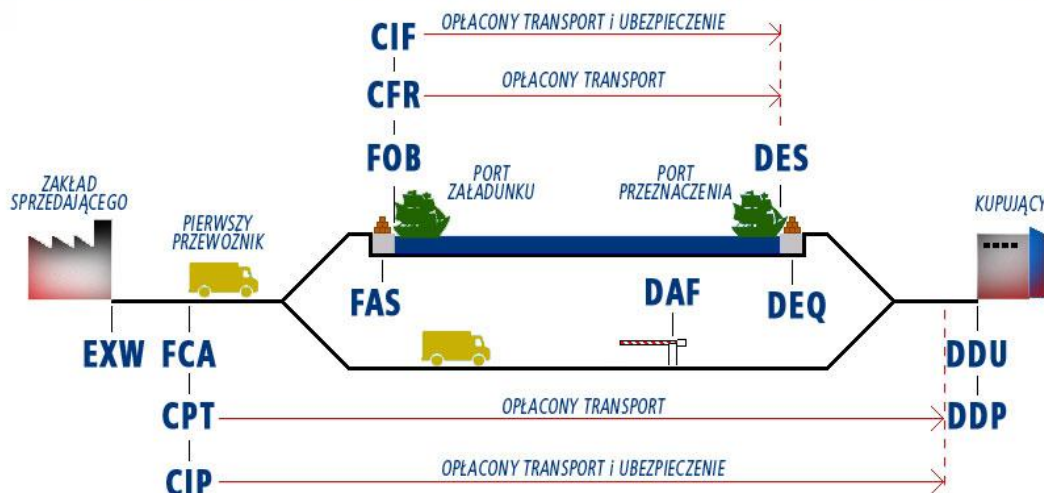 CIF
OPŁACONY TRANSPORT i UBEZPIECZENIE
CFR
OPŁACONY TRANSPORT
FOB
PORT
ZAŁADUNKU
PORT
PRZEZNACZENIA
DES
ZAKŁAD
SPRZEDAJĄCEGO
PIERWSZY
PRZEWOŹNIK
KUPUJĄCY
FAS
DAF
DEQ
EXW
FCA
DDU
CPT
OPŁACONY TRANSPORT
DDP
CIP
OPŁACONY TRANSPORT i UBEZPIECZENIE